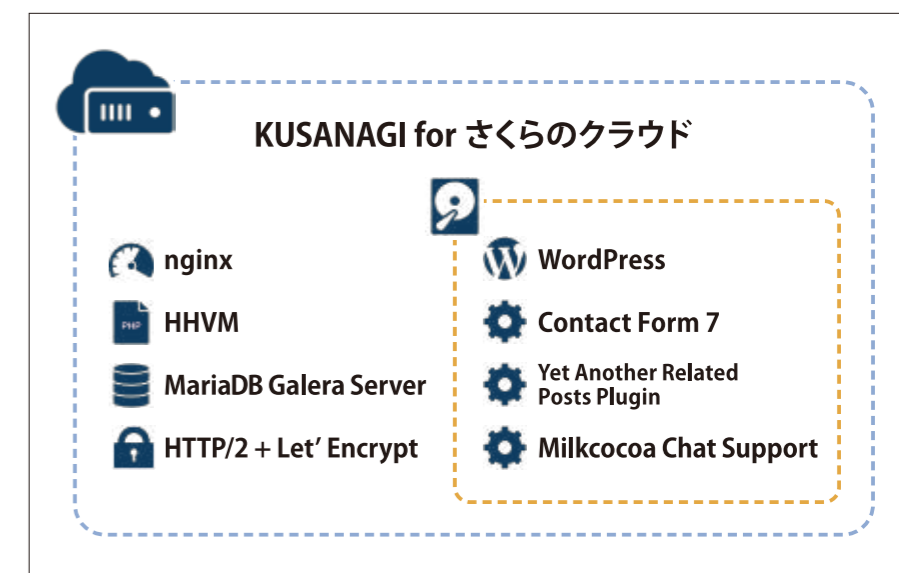 KUSANAGI for さくらのクラウド
nginx
PHP
HHVM
MariaDB Galera Server
HTTP/2 + Let’ Encrypt
WordPress
Contact Form 7
Yet Another Related
Posts Plugin
Milkcocoa Chat Support